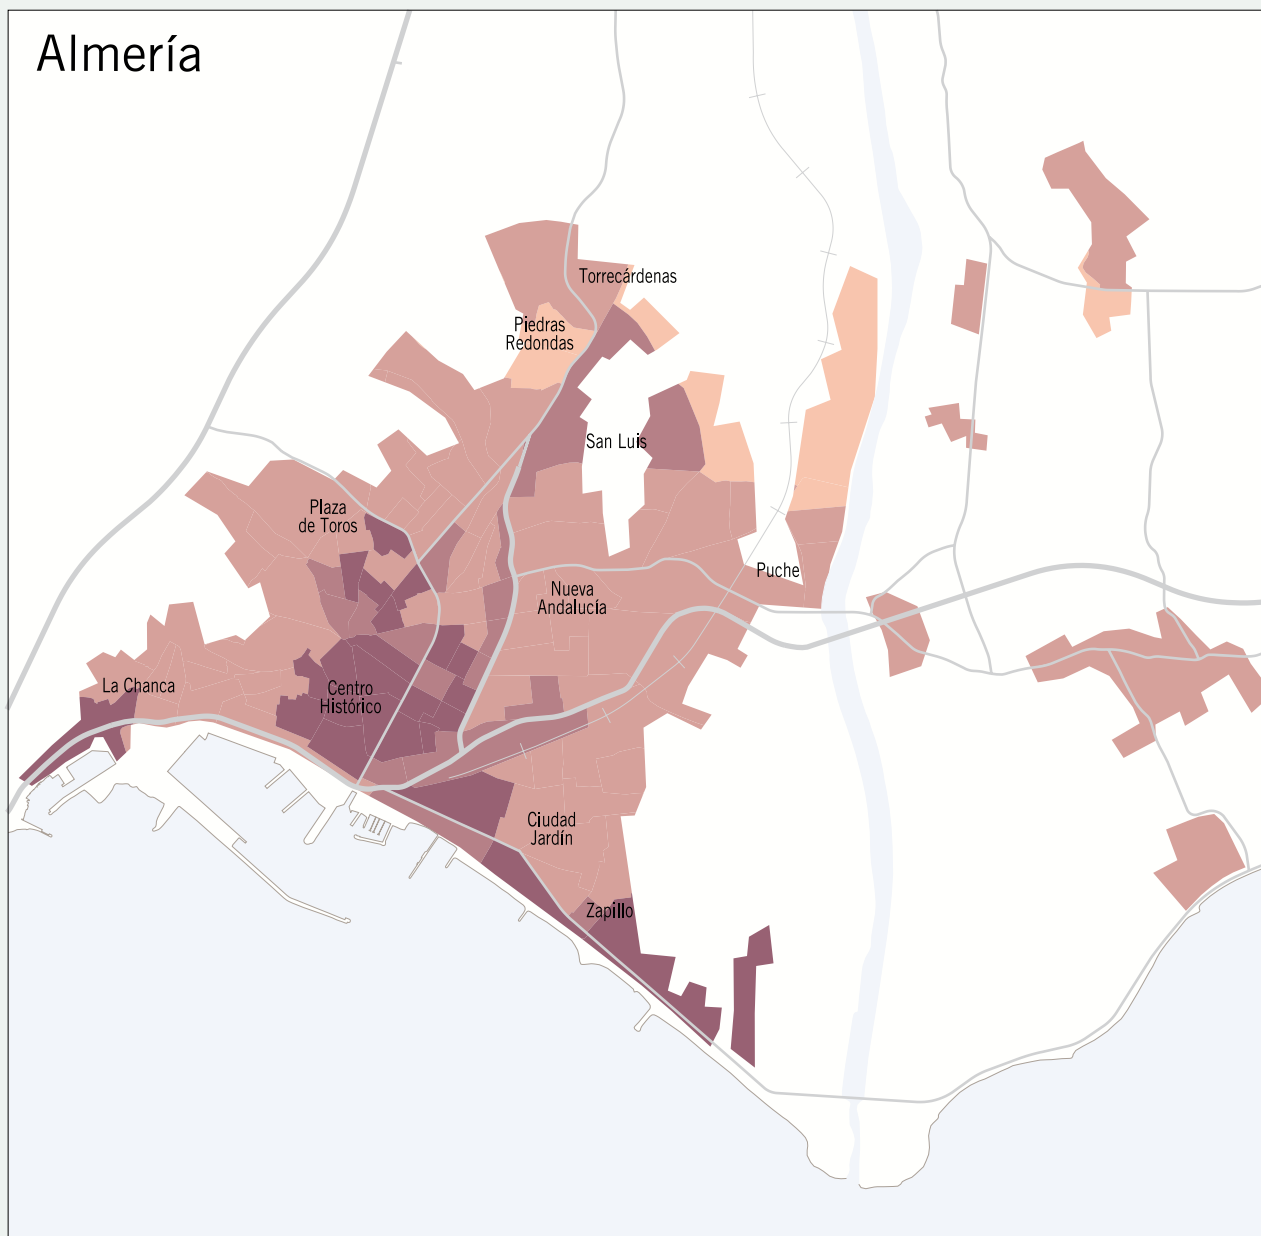 Almería
Torrecárdenas
Piedras
Redondas
San Luis
Plaza
de Toros
Puche
Nueva
Andalucía
La Chanca
Centro
Histórico
Ciudad
Jardín
Zapillo